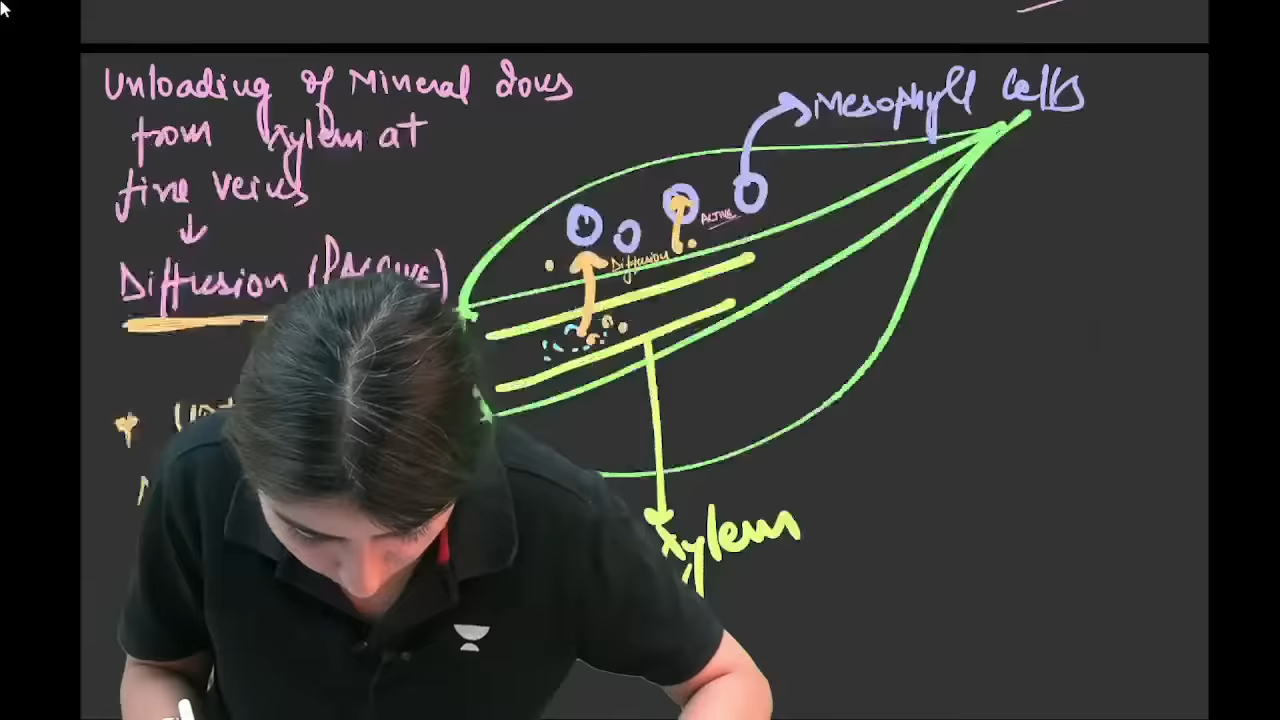 Unloading of Mineral Ions
from Xylem at
fine Veins
Diffusion (Passive)
Mesophyll Cells
Active
Diffusion
Xylem